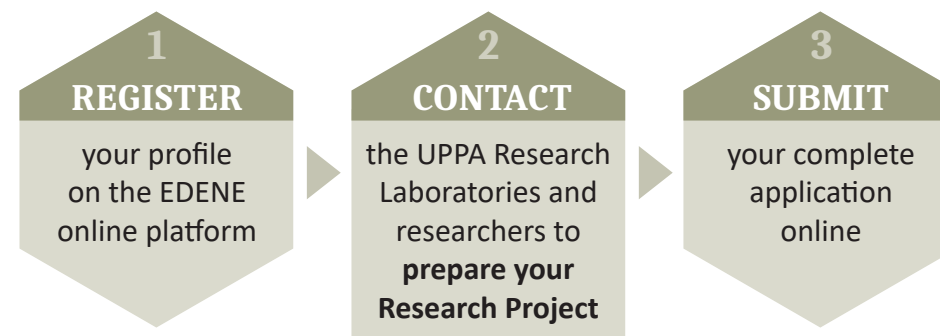 1
REGISTER
your profile
on the EDENE
online platform
2
CONTACT
the UPPA Research
Laboratories and
researchers to
prepare your
Research Project
3
SUBMIT
your complete
application
online